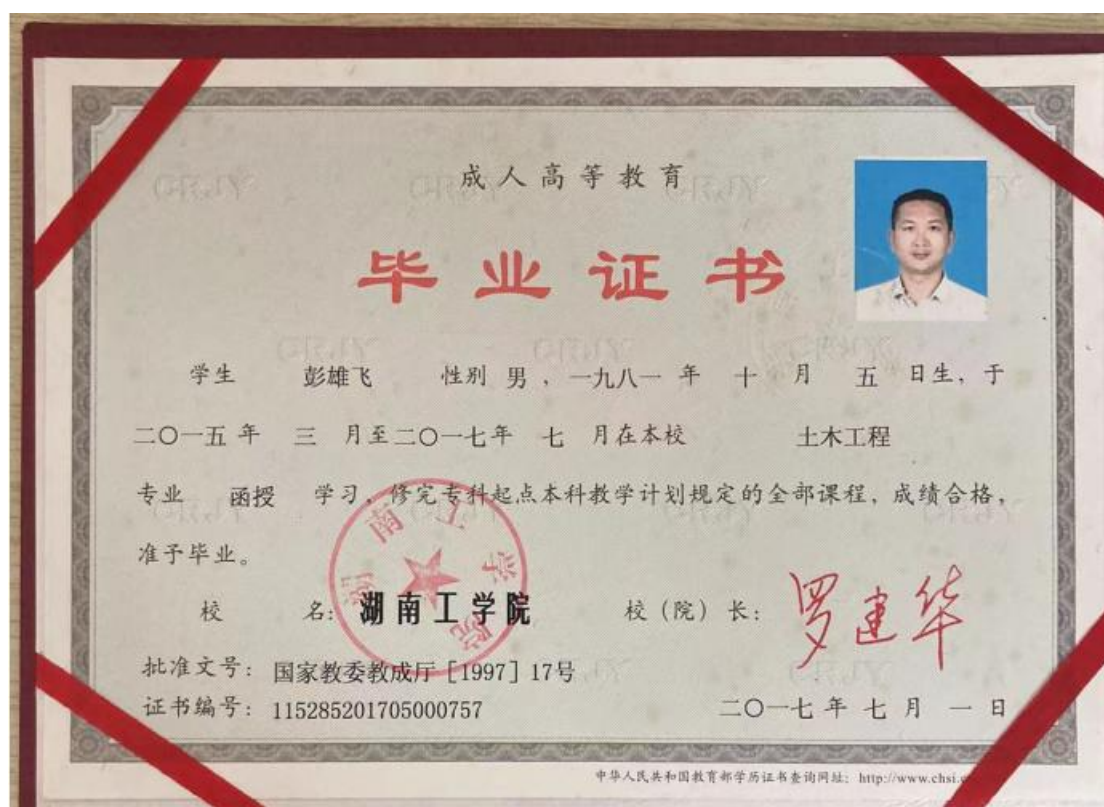 成人高等教育
毕业证书
学生 彭雄飞 性别 男，一九八一 年 十 月 五 日生，于
二〇一五 年 三 月至二〇一七年 七 月在本校 土木工程
专业 函授 学习，修完专科起点本科教学计划规定的全部课程，成绩合格，
准予毕业。
校 名：湖南工学院 校（院）长：罗建华
湖南工学院
批准文号：国家教委教成厅［1997］17号
证书编号：115285201705000757 二〇一七 年 七 月 一 日
中华人民共和国教育部学历证书查询网址：http://www.chsi.c